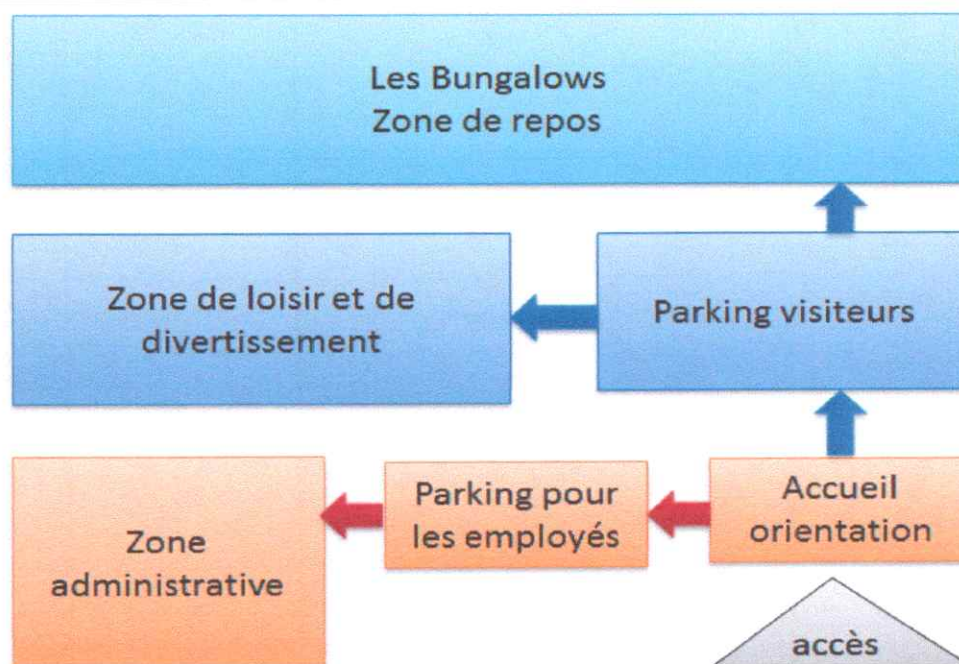 Les Bungalows
Zone de repos
Zone de loisir et de
divertissement
Parking visiteurs
Zone
administrative
Parking pour
les employés
Accueil
orientation
accès